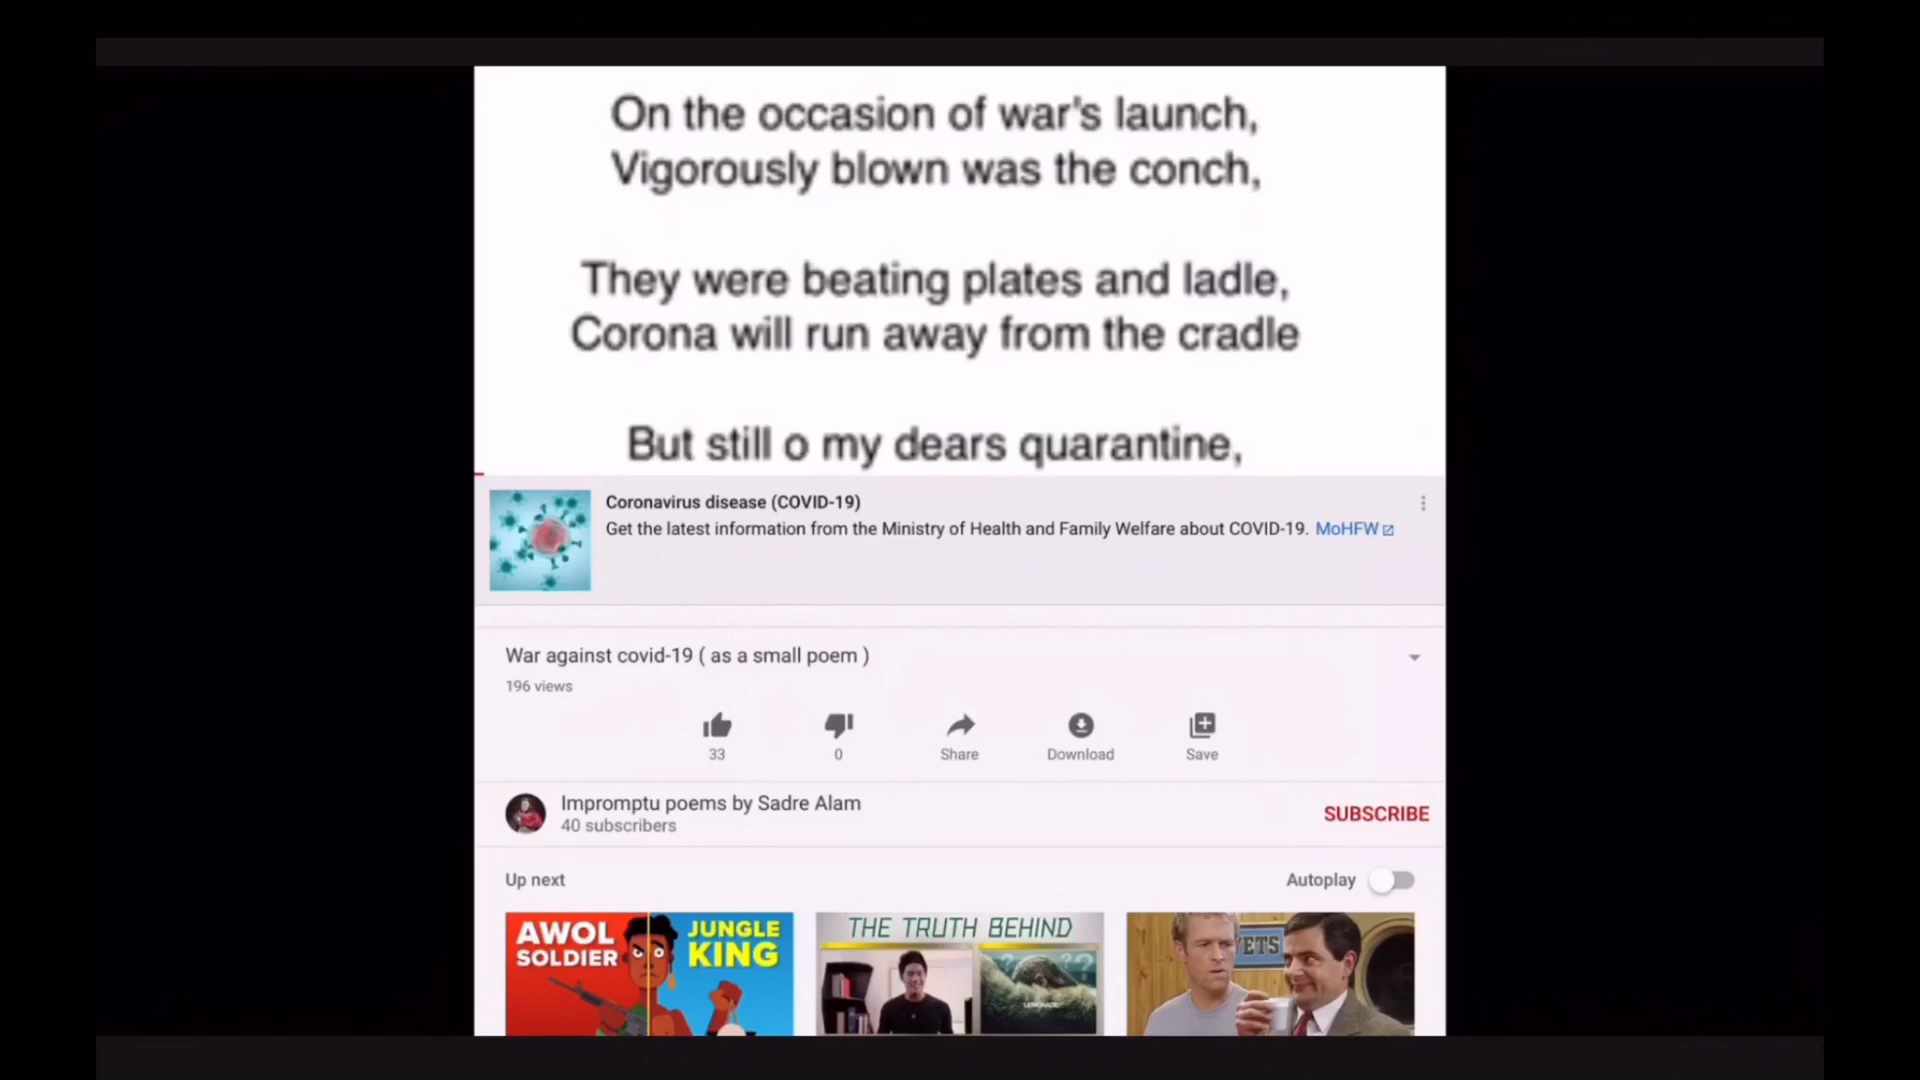 On the occasion of war's launch,
Vigorously blown was the conch,
They were beating plates and ladle,
Corona will run away from the cradle
But still o my dears quarantine,
Coronavirus disease (COVID-19)
Get the latest information from the Ministry of Health and Family Welfare about COVID-19. MoHFW
War against covid-19 ( as a small poem )
196 views
33
0
Share
Download
Save
Impromptu poems by Sadre Alam
40 subscribers
SUBSCRIBE
Up next
Autoplay
AWOL SOLDIER
JUNGLE KING
THE TRUTH BEHIND
LEMONADE